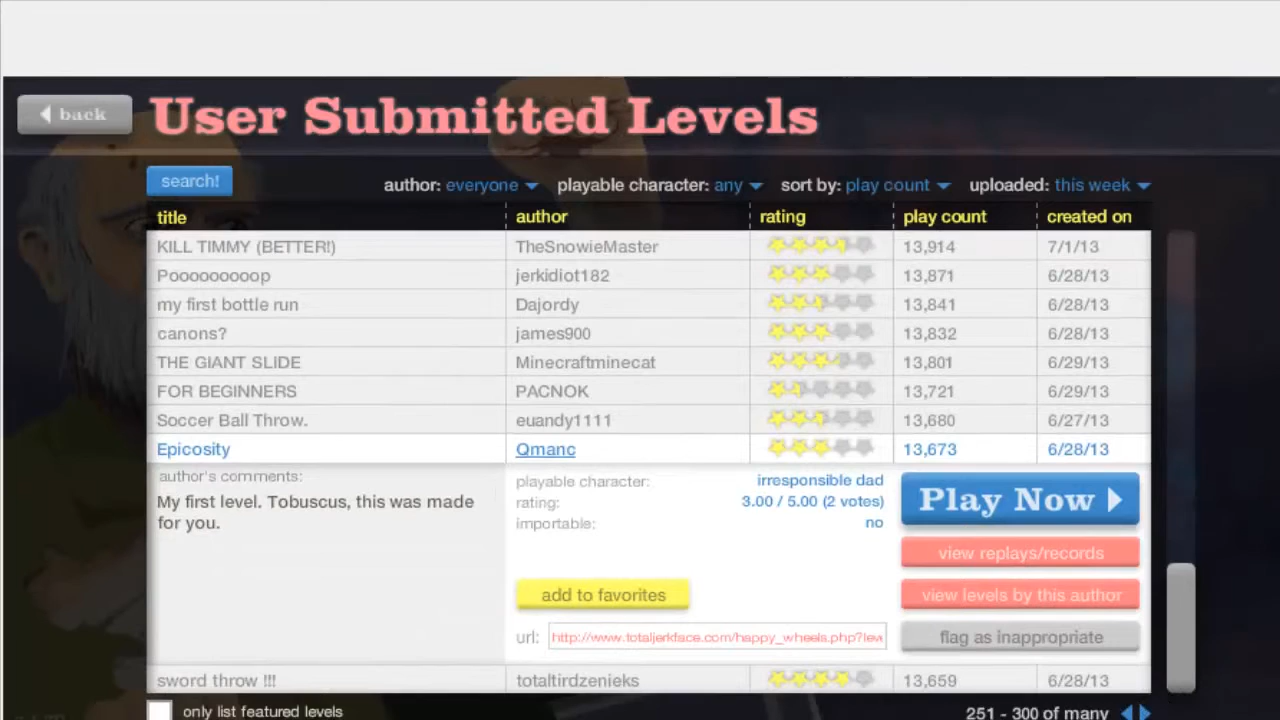 back
User Submitted Levels
search!
author: everyone playable character: any sort by: play count uploaded: this week
title author rating play count created on
KILL TIMMY (BETTER!) TheSnowieMaster 13,914 7/1/13
Pooooooooop jerkidiot182 13,871 6/28/13
my first bottle run Dajordy 13,841 6/28/13
canons? james900 13,832 6/28/13
THE GIANT SLIDE Minecraftminecat 13,801 6/29/13
FOR BEGINNERS PACNOK 13,721 6/29/13
Soccer Ball Throw. euandy1111 13,680 6/27/13
Epicosity Qmanc 13,673 6/28/13
author's comments:
My first level. Tobuscus, this was made
for you.
playable character: irresponsible dad
rating: 3.00 / 5.00 (2 votes)
importable: no
add to favorites
url: http://www.totaljerkface.com/happy_wheels.php?leve
Play Now
view replays/records
view levels by this author
flag as inappropriate
sword throw !!! totaltirdzenieks 13,659 6/28/13
only list featured levels
251 - 300 of many